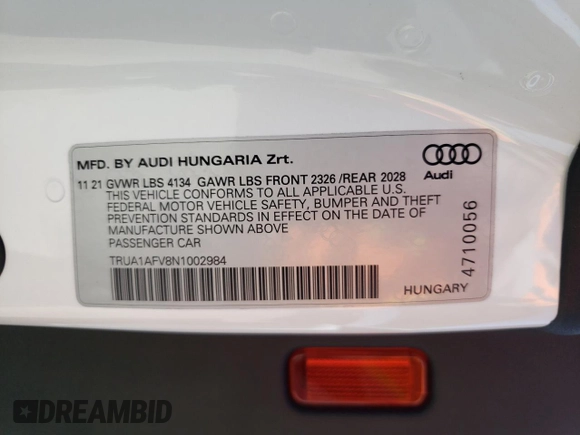 MFD. BY AUDI HUNGARIA Zrt.
11 21 GVWR LBS 4134 GAWR LBS FRONT 2326 /REAR 2028
THIS VEHICLE CONFORMS TO ALL APPLICABLE U.S.
FEDERAL MOTOR VEHICLE SAFETY, BUMPER AND THEFT
PREVENTION STANDARDS IN EFFECT ON THE DATE OF
MANUFACTURE SHOWN ABOVE
PASSENGER CAR
TRUA1AFV8N1002984
Audi
4710056
HUNGARY
DREAMBID